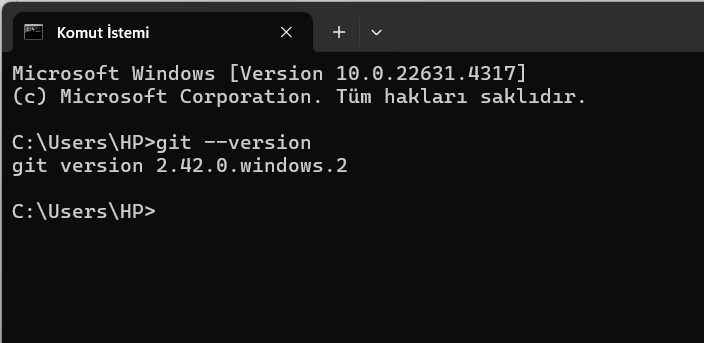 Komut İstemi
Microsoft Windows [Version 10.0.22631.4317]
(c) Microsoft Corporation. Tüm hakları saklıdır.
C:\Users\HP>git --version
git version 2.42.0.windows.2
C:\Users\HP>